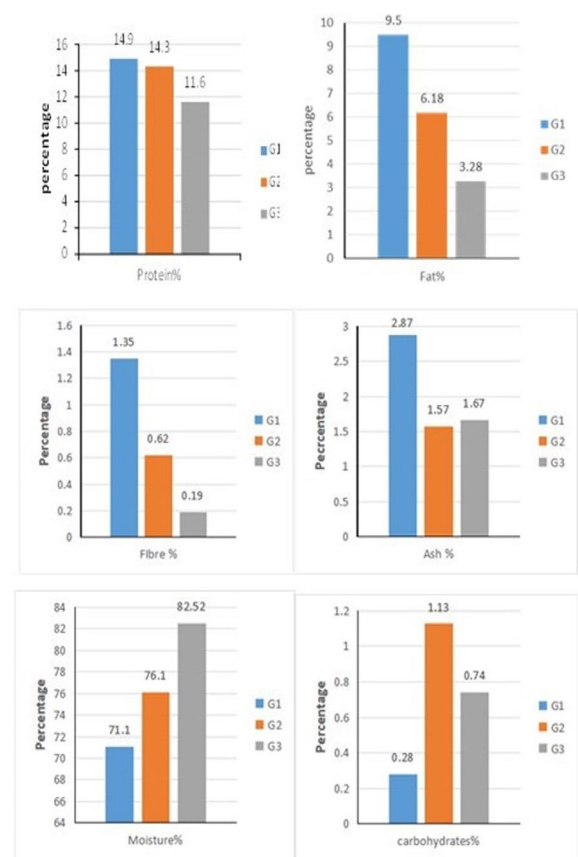 percentage
16
14
12
10
8
6
4
2
0
14.9
14.3
11.6
Protein%
G1
G2
G3
percentage
10
9
8
7
6
5
4
3
2
1
0
9.5
6.18
3.28
Fat%
G1
G2
G3
Percentage
1.6
1.4
1.2
1
0.8
0.6
0.4
0.2
0
1.35
0.62
0.19
FIbre %
G1
G2
G3
Pecrcentage
3
2.5
2
1.5
1
0.5
0
2.87
1.57
1.67
Ash %
G1
G2
G3
Percentage
84
82
80
78
76
74
72
70
68
66
64
71.1
76.1
82.52
Moisture%
G1
G2
G3
Percentage
1.2
1
0.8
0.6
0.4
0.2
0
0.28
1.13
0.74
carbohydrates%
G1
G2
G3